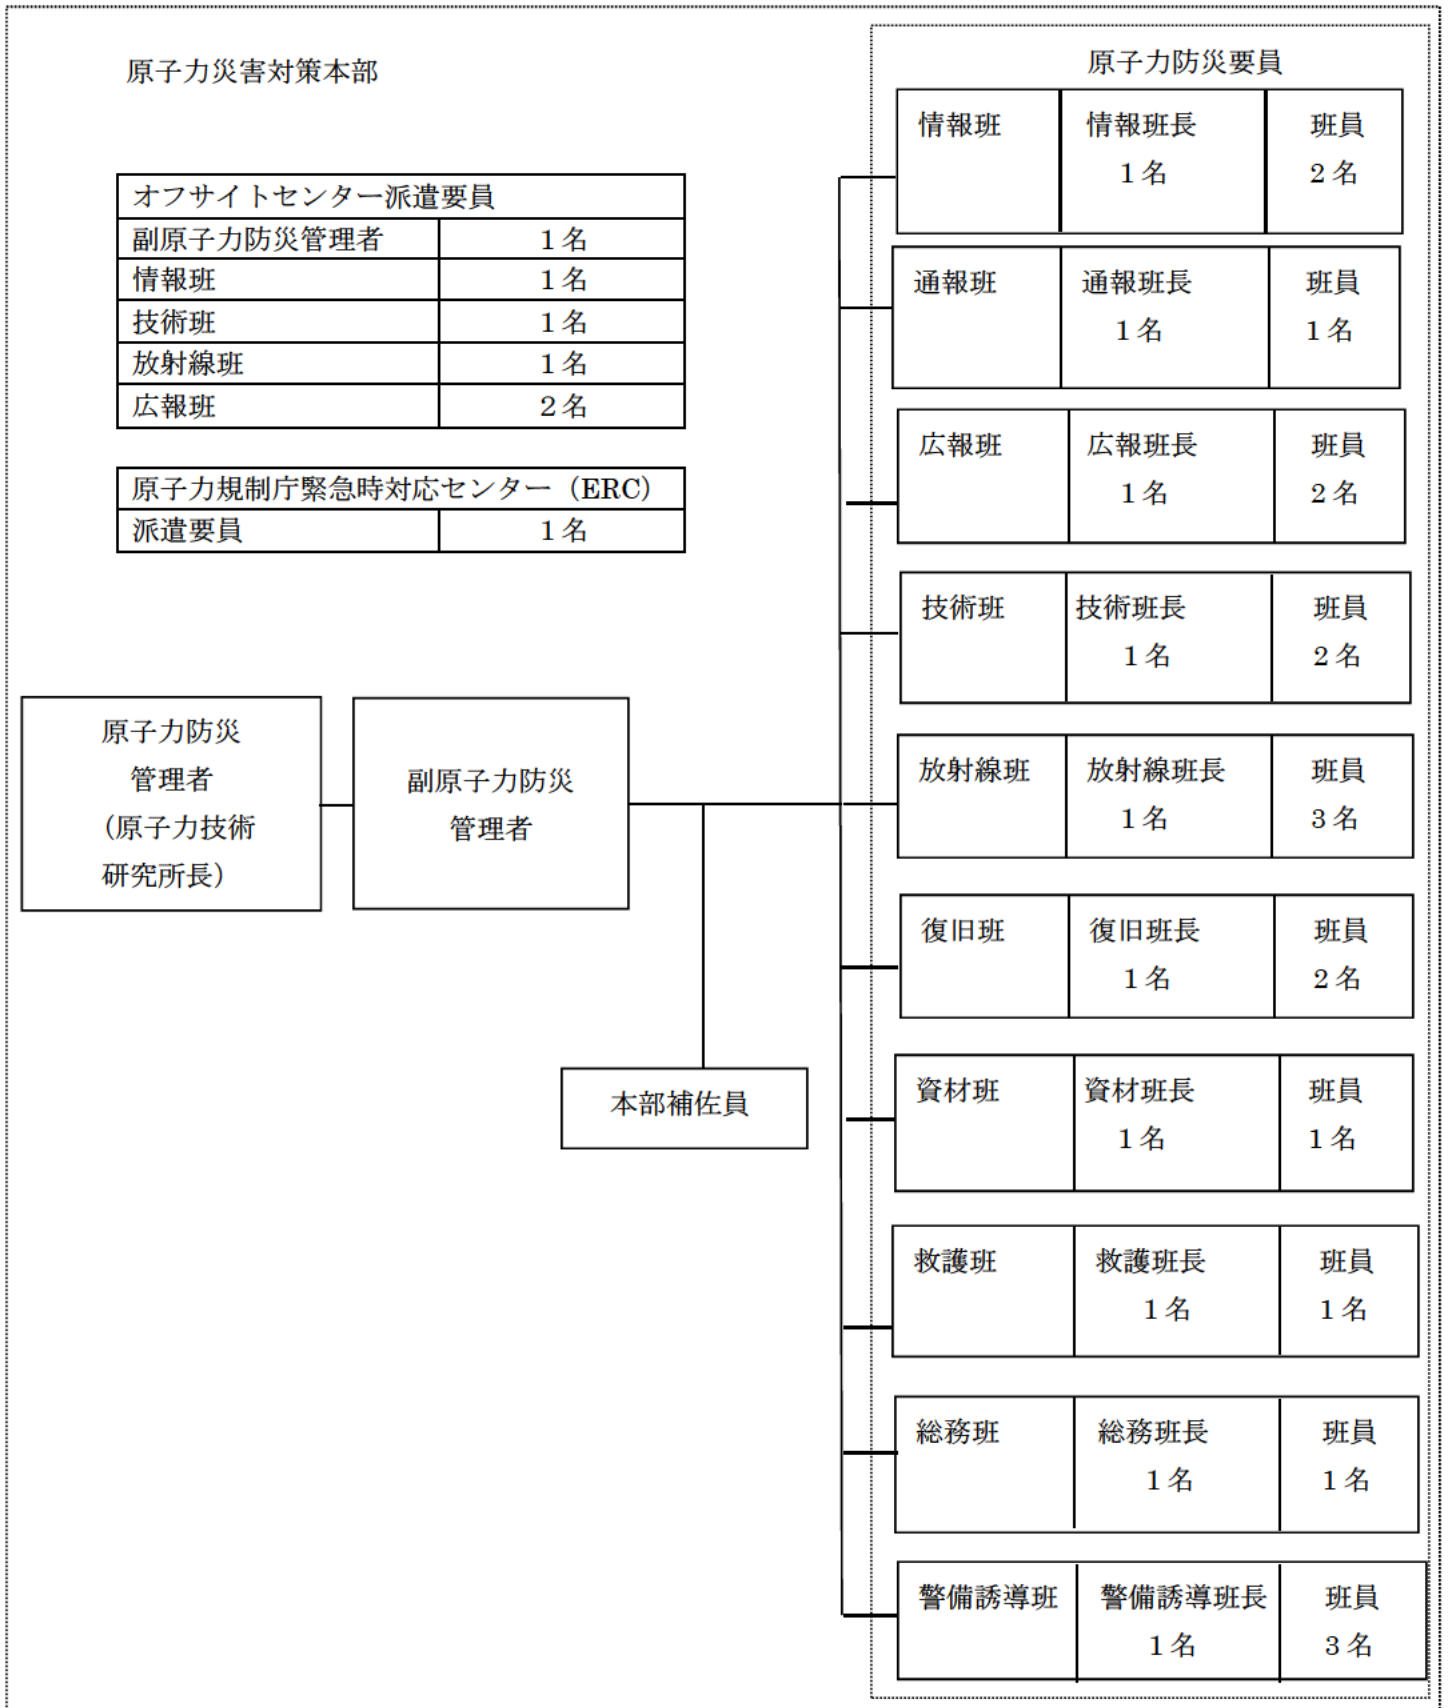 原子力災害対策本部
オフサイトセンター派遣要員
副原子力防災管理者 1名
情報班 1名
技術班 1名
放射線班 1名
広報班 2名
原子力規制庁緊急時対応センター（ERC）
派遣要員 1名
原子力防災
管理者
(原子力技術
研究所長)
副原子力防災
管理者
本部補佐員
原子力防災要員
情報班 情報班長 班員
1名 2名
通報班 通報班長 班員
1名 1名
広報班 広報班長 班員
1名 2名
技術班 技術班長 班員
1名 2名
放射線班 放射線班長 班員
1名 3名
復旧班 復旧班長 班員
1名 2名
資材班 資材班長 班員
1名 1名
救護班 救護班長 班員
1名 1名
総務班 総務班長 班員
1名 1名
警備誘導班 警備誘導班長 班員
1名 3名